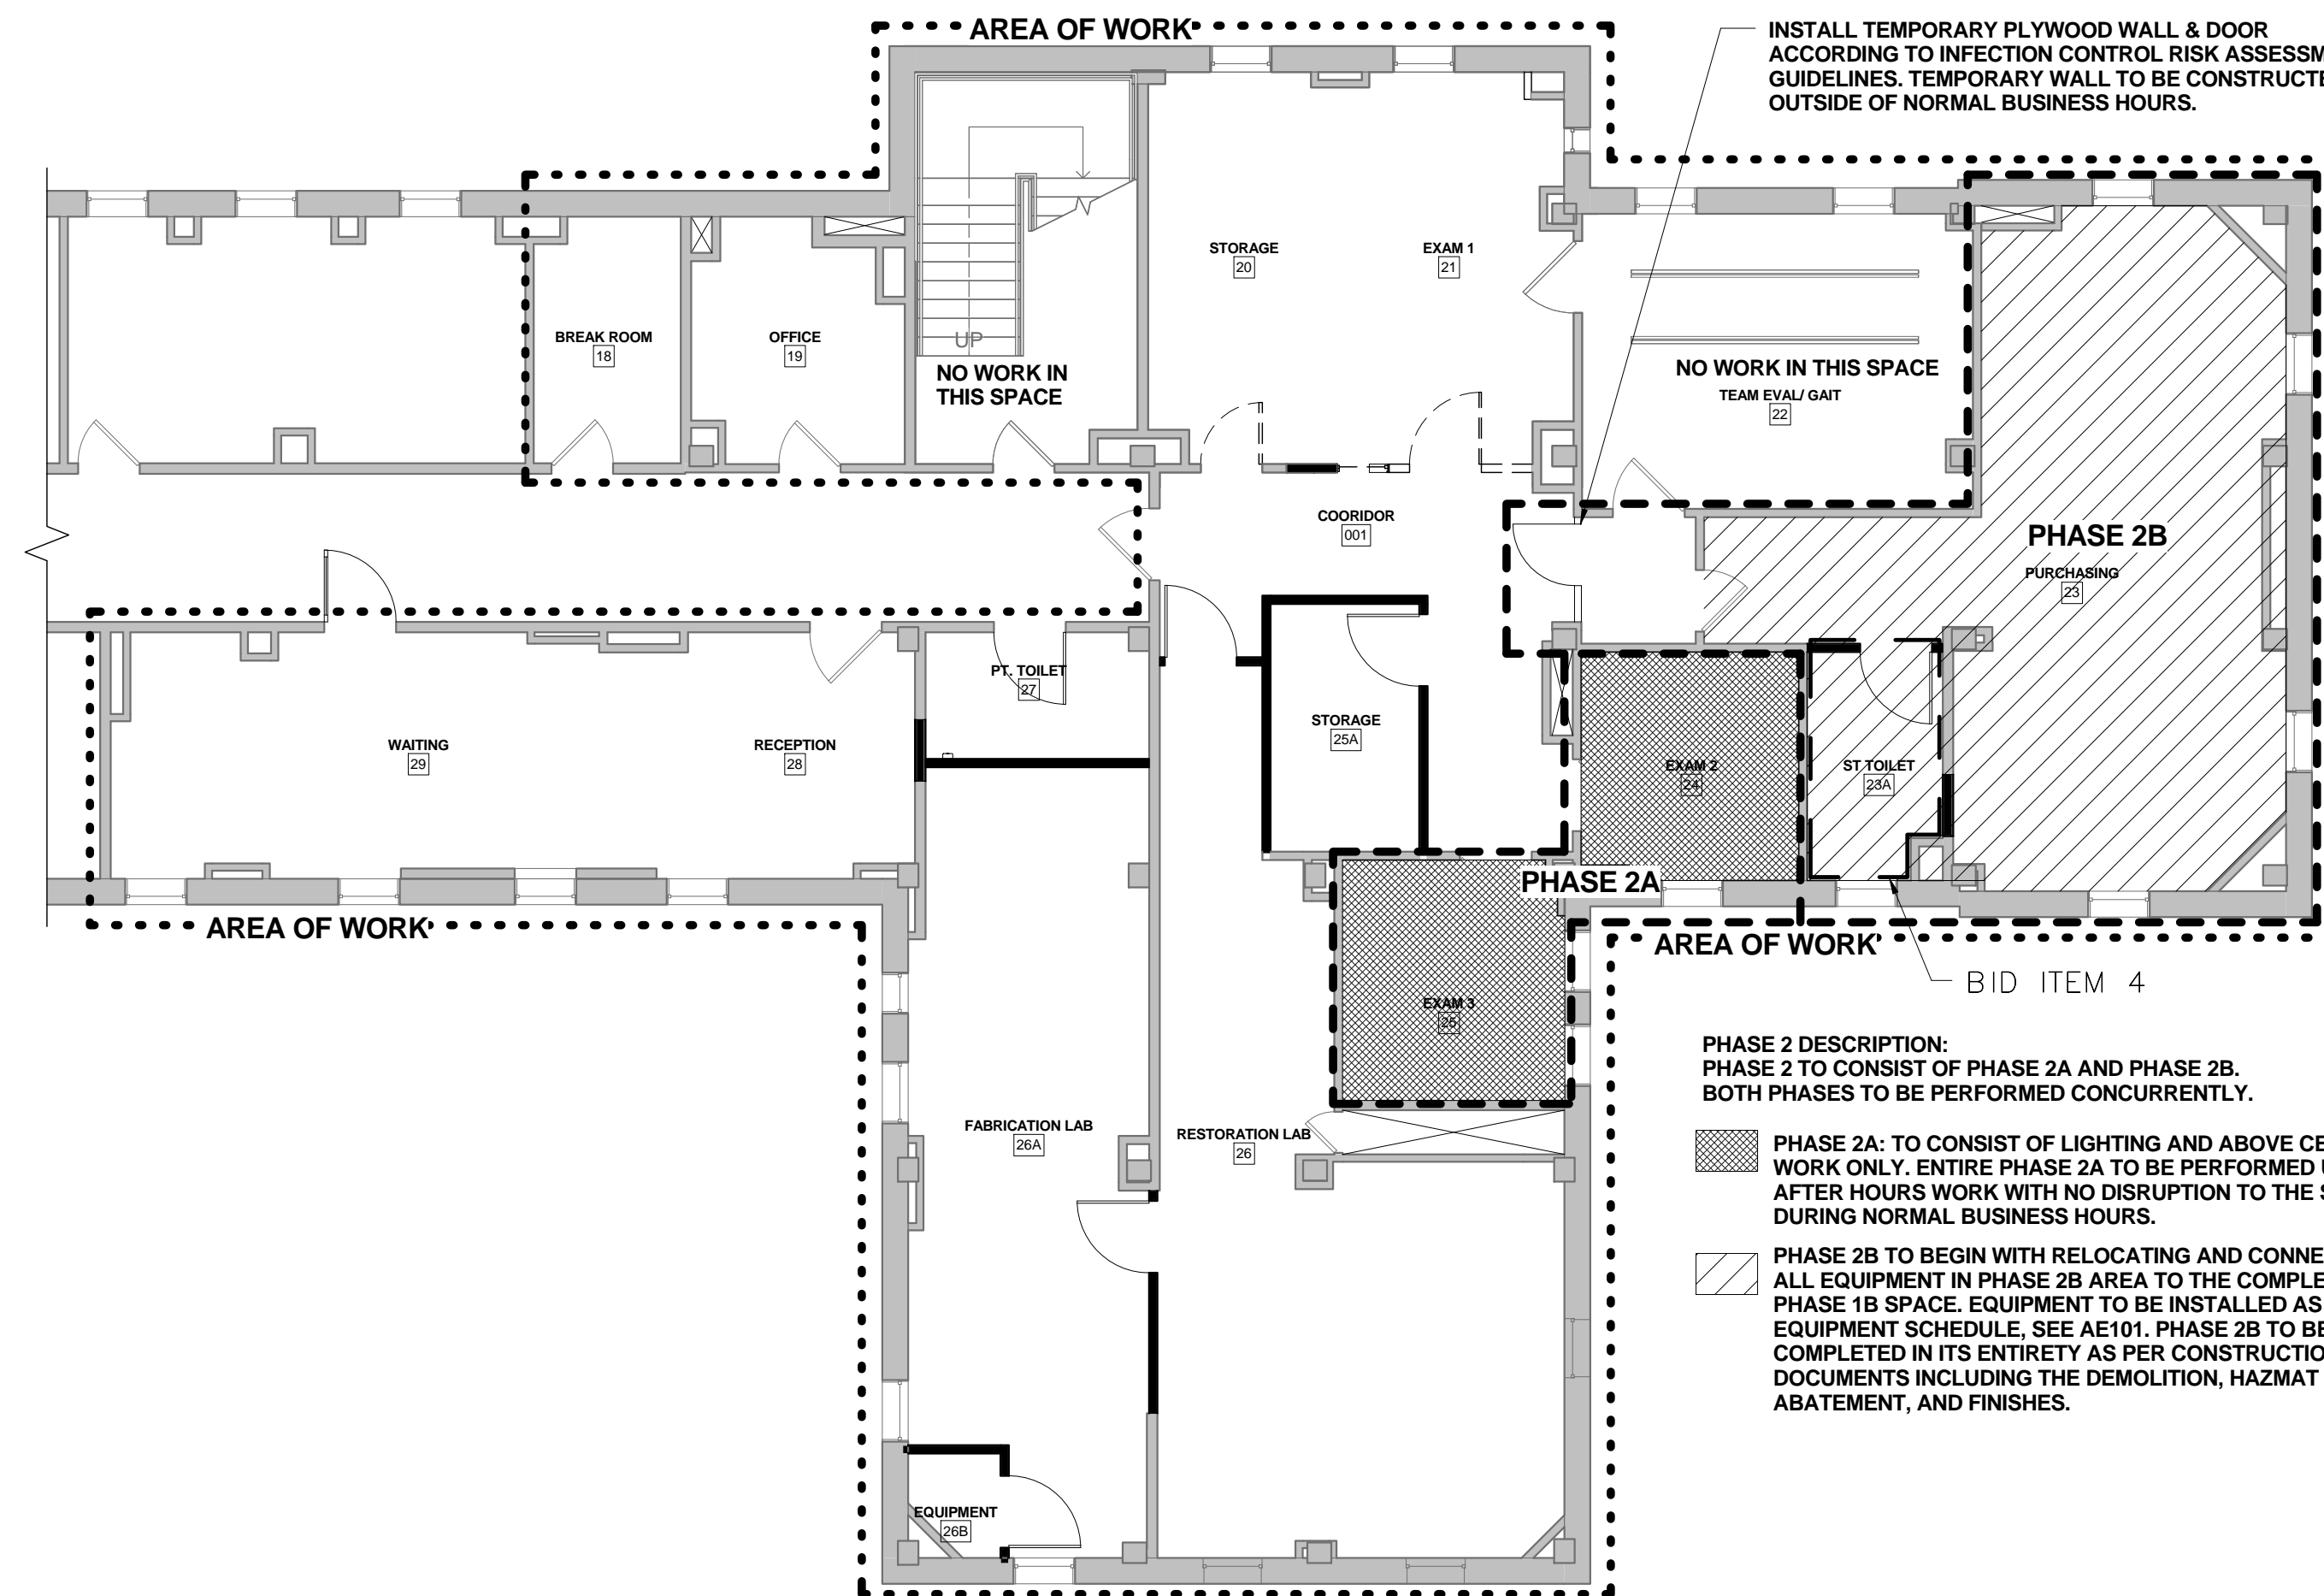 AREA OF WORK
INSTALL TEMPORARY PLYWOOD WALL & DOOR
ACCORDING TO INFECTION CONTROL RISK
GUIDELINES. TEMPORARY WALL TO BE
OUTSIDE OF NORMAL BUSINESS HOURS.
STORAGE
20
EXAM 1
21
BREAK ROOM
18
OFFICE
19
UP
NO WORK IN
THIS SPACE
NO WORK IN THIS SPACE
TEAM EVAL/ GAIT
22
COORIDOR
001
PHASE 2B
PURCHASING
23
PT. TOILET
27
STORAGE
25A
WAITING
29
RECEPTION
28
EXAM 2
24
ST TOILET
23A
PHASE 2A
AREA OF WORK
AREA OF WORK
BID ITEM 4
EXAM 3
25
FABRICATION LAB
26A
RESTORATION LAB
26
EQUIPMENT
26B
PHASE 2 DESCRIPTION:
PHASE 2 TO CONSIST OF PHASE 2A AND PHASE 2B.
BOTH PHASES TO BE PERFORMED CONCURRENTLY.
PHASE 2A: TO CONSIST OF LIGHTING AND ABOVE
WORK ONLY. ENTIRE PHASE 2A TO BE PERFORMED
AFTER HOURS WORK WITH NO DISRUPTION TO THE
DURING NORMAL BUSINESS HOURS.
PHASE 2B TO BEGIN WITH RELOCATING AND
ALL EQUIPMENT IN PHASE 2B AREA TO THE
PHASE 1B SPACE. EQUIPMENT TO BE INSTALLED AS
EQUIPMENT SCHEDULE, SEE AE101. PHASE 2B TO BE
COMPLETED IN ITS ENTIRETY AS PER
DOCUMENTS INCLUDING THE DEMOLITION, HAZMAT
ABATEMENT, AND FINISHES.